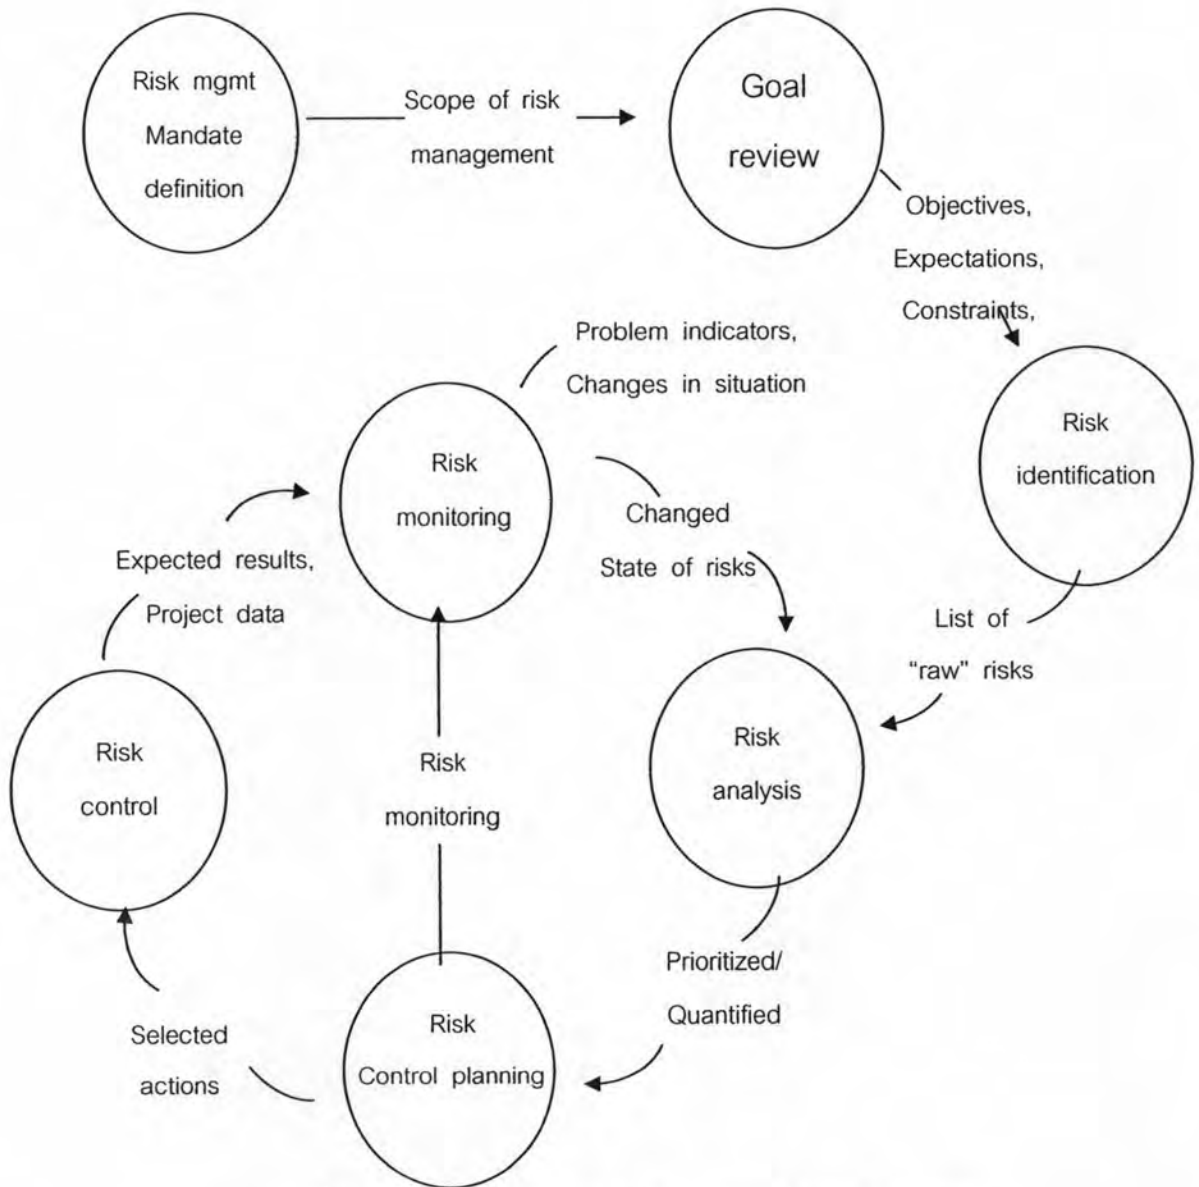 Risk mgmt
Mandate
definition
Scope of risk
management
Goal
review
Objectives,
Expectations,
Constraints,
Problem indicators,
Changes in situation
Risk
identification
Risk
monitoring
Changed
State of risks
Expected results,
Project data
List of
“raw” risks
Risk
control
Risk
monitoring
Risk
analysis
Prioritized/
Quantified
Selected
actions
Risk
Control planning